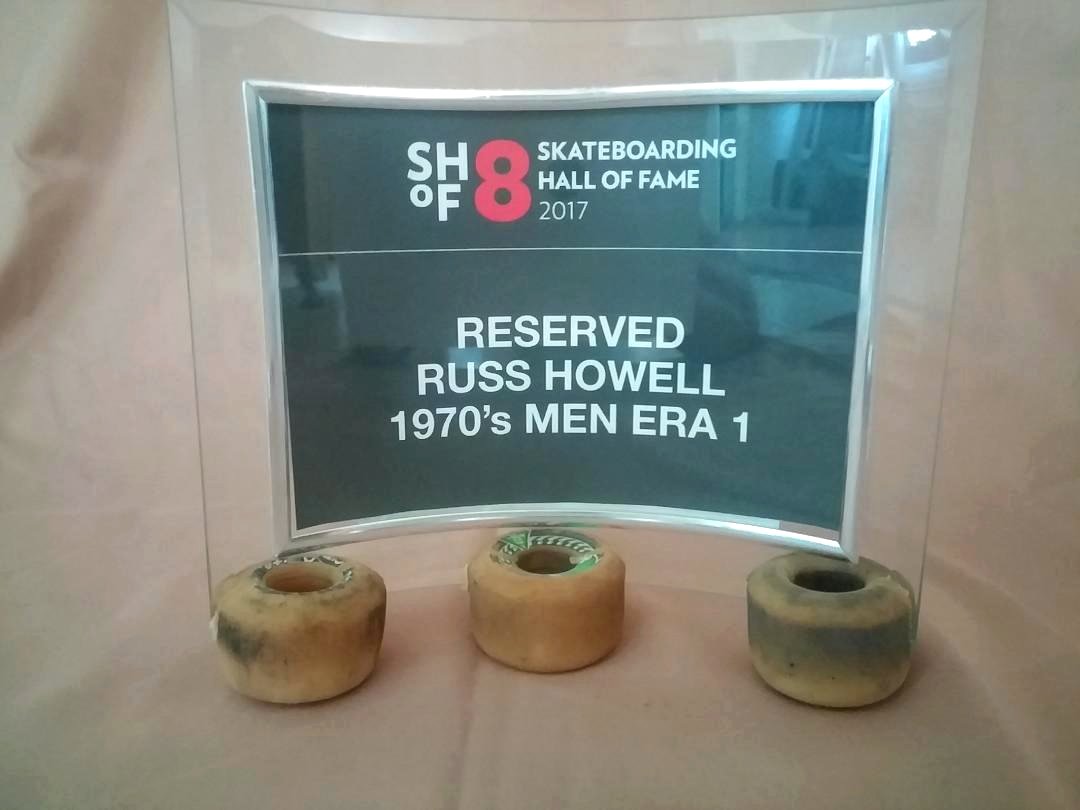 SH
OF
8
SKATEBOARDING
HALL OF FAME
2017
RESERVED
RUSS HOWELL
1970's MEN ERA 1